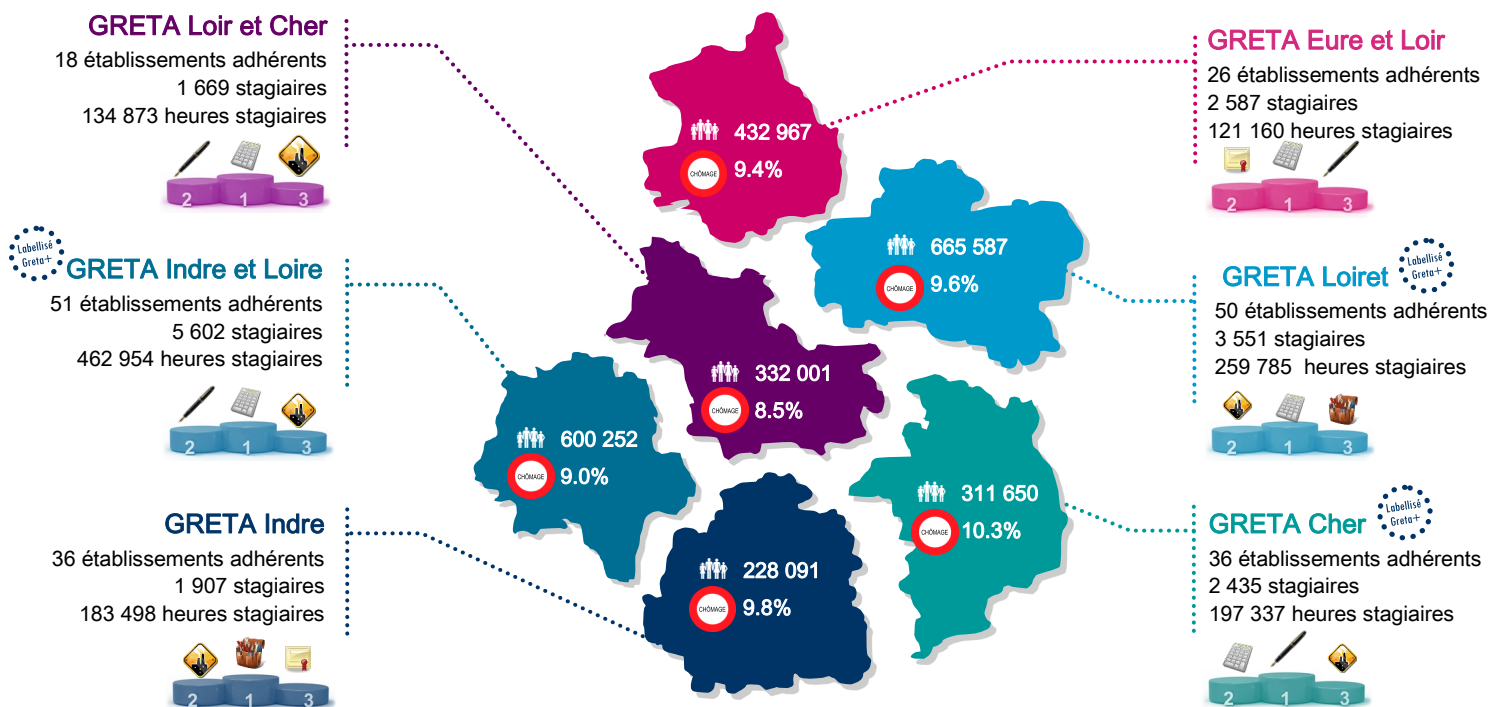 GRETA Loir et Cher
18 établissements adhérents
1 669 stagiaires
134 873 heures stagiaires
2 1 3
Labellisé
Greta+
GRETA Indre et Loire
51 établissements adhérents
5 602 stagiaires
462 954 heures stagiaires
2 1 3
GRETA Indre
36 établissements adhérents
1 907 stagiaires
183 498 heures stagiaires
2 1 3
432 967
CHÔMAGE 9.4%
665 587
CHÔMAGE 9.6%
332 001
CHÔMAGE 8.5%
600 252
CHÔMAGE 9.0%
311 650
CHÔMAGE 10.3%
228 091
CHÔMAGE 9.8%
GRETA Eure et Loir
26 établissements adhérents
2 587 stagiaires
121 160 heures stagiaires
2 1 3
GRETA Loiret
Labellisé
Greta+
50 établissements adhérents
3 551 stagiaires
259 785 heures stagiaires
2 1 3
GRETA Cher
Labellisé
Greta+
36 établissements adhérents
2 435 stagiaires
197 337 heures stagiaires
2 1 3